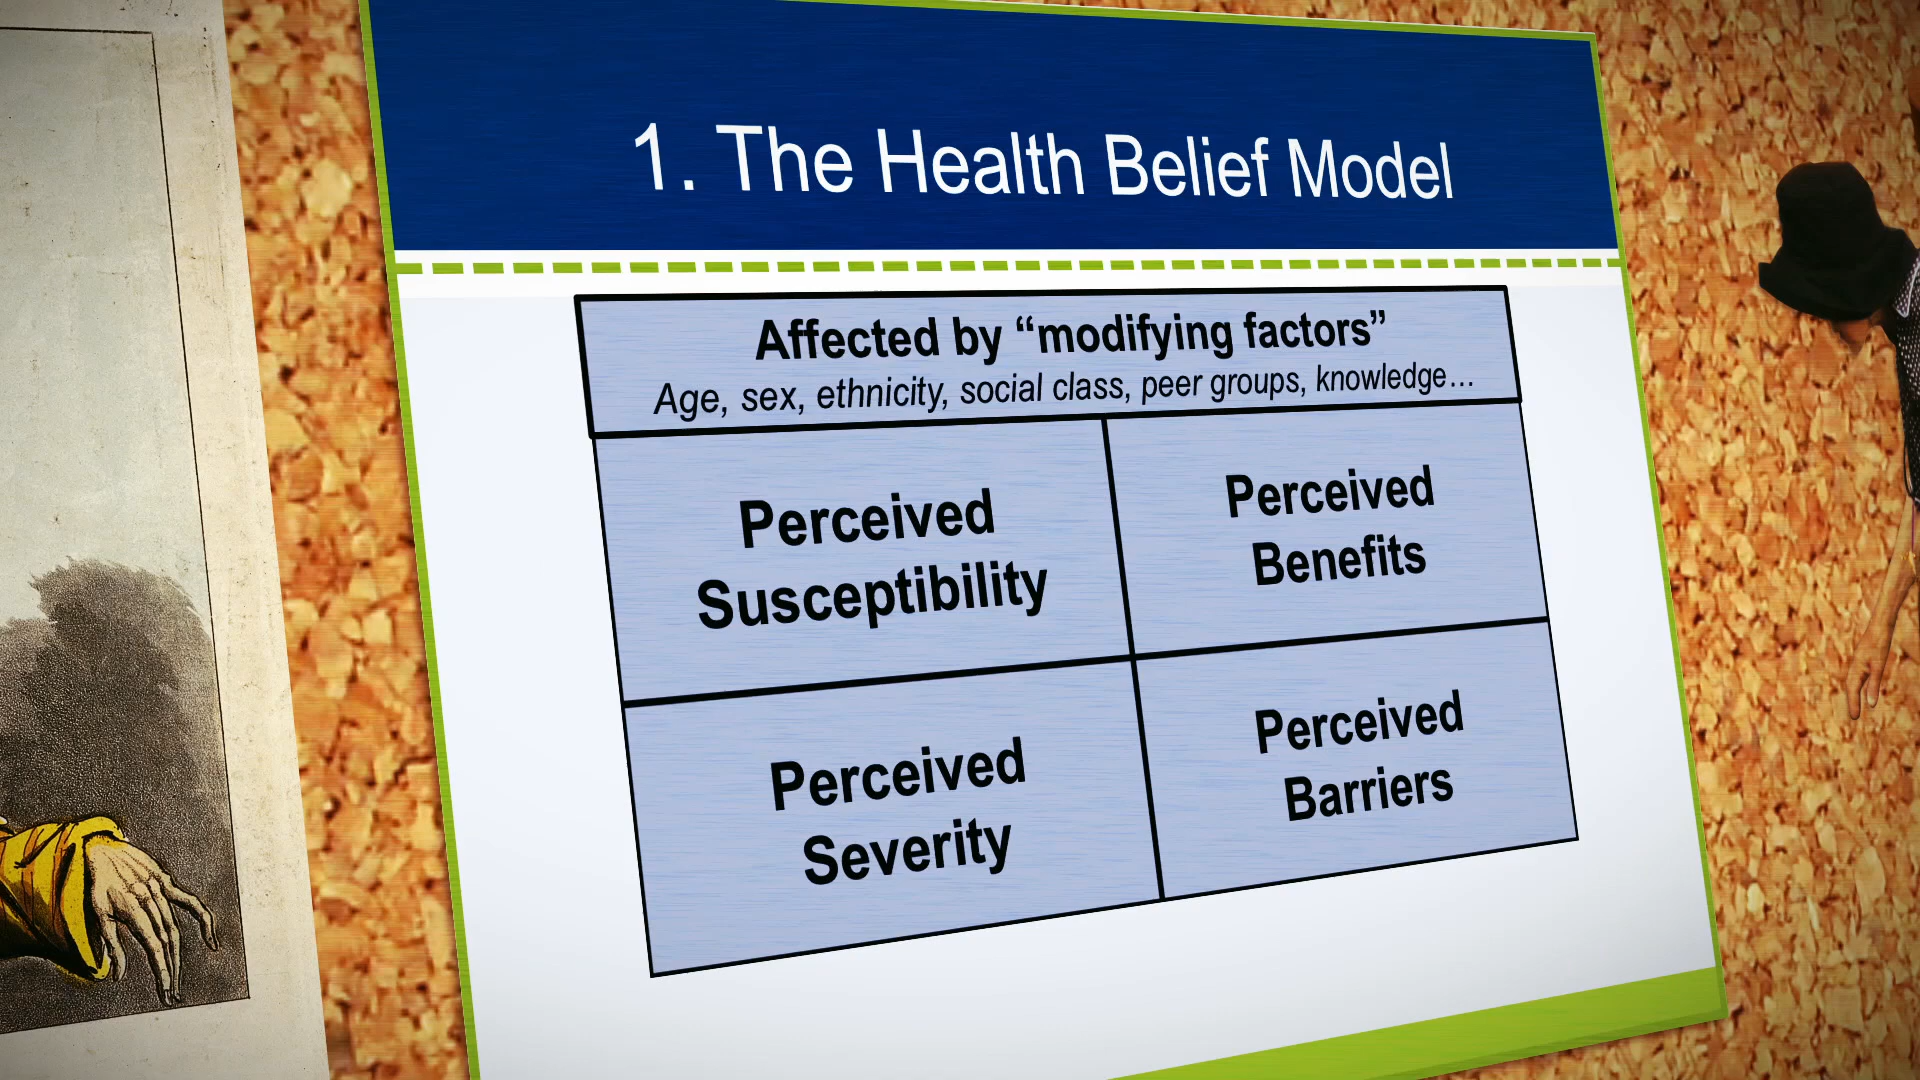 1. The Health Belief Model
Affected by “modifying factors”
Age, sex, ethnicity, social class, peer groups, knowledge…
Perceived
Susceptibility
Perceived
Benefits
Perceived
Severity
Perceived
Barriers